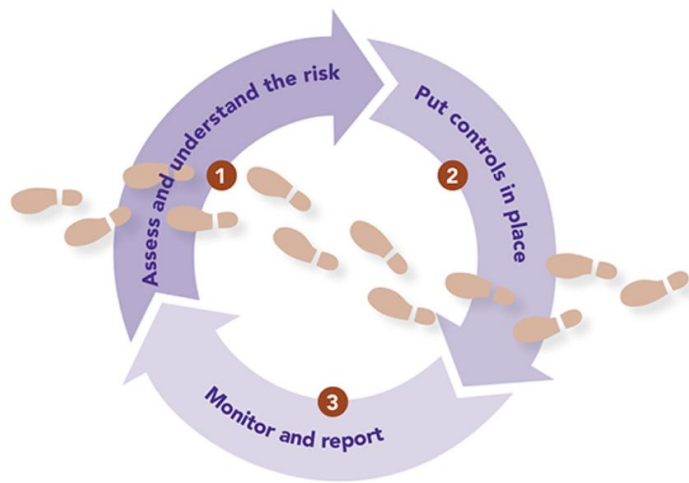 1
Assess and understand the risk
2
Put controls in place
3
Monitor and report